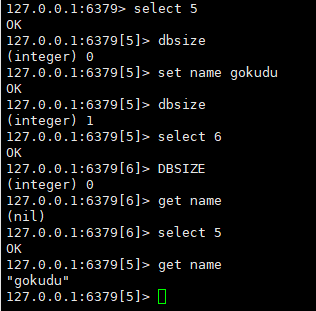 127.0.0.1:6379> select 5
OK
127.0.0.1:6379[5]> dbsize
(integer) 0
127.0.0.1:6379[5]> set name gokudu
OK
127.0.0.1:6379[5]> dbsize
(integer) 1
127.0.0.1:6379[5]> select 6
OK
127.0.0.1:6379[6]> DBSIZE
(integer) 0
127.0.0.1:6379[6]> get name
(nil)
127.0.0.1:6379[6]> select 5
OK
127.0.0.1:6379[5]> get name
"gokudu"
127.0.0.1:6379[5]>